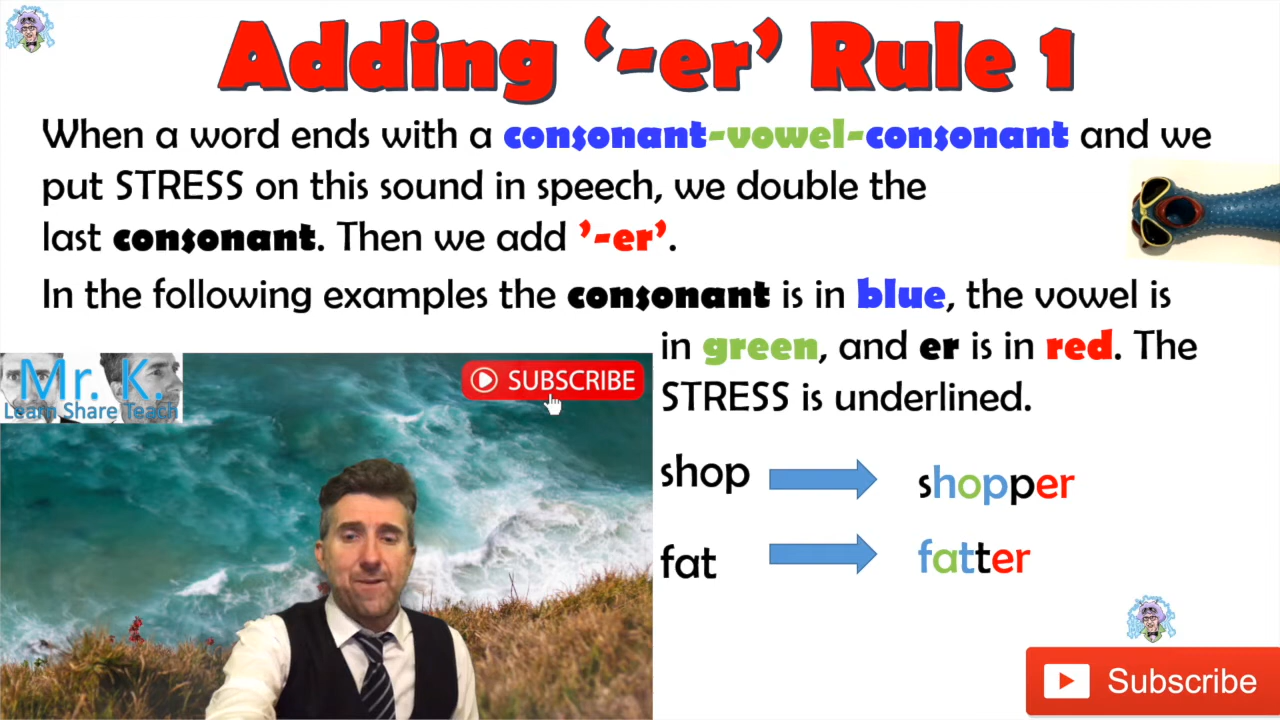 Adding ‘-er’ Rule 1
When a word ends with a consonant-vowel-consonant and we
put STRESS on this sound in speech, we double the
last consonant. Then we add ’-er’.
In the following examples the consonant is in blue, the vowel is
in green, and er is in red. The
STRESS is underlined.
Mr. K.
Learn Share Teach
SUBSCRIBE
shop
shopper
fat
fatter
Subscribe